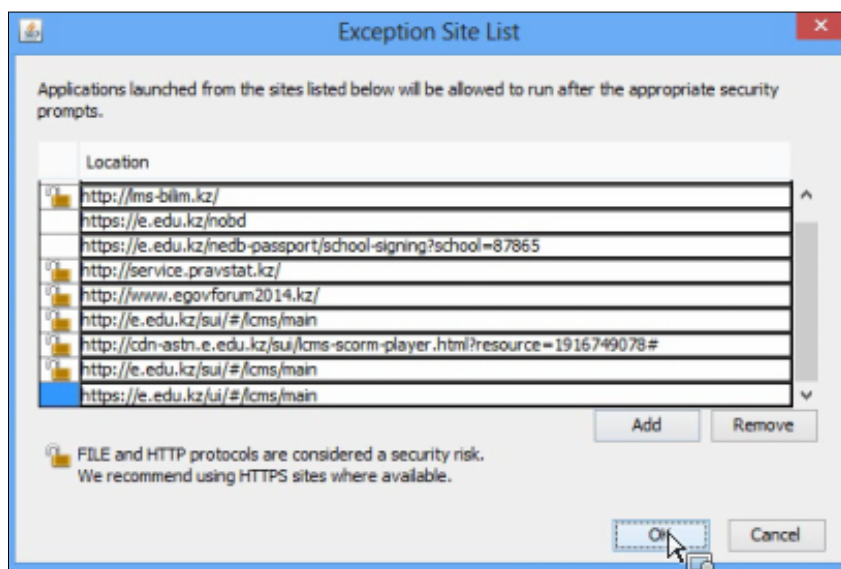 Exception Site List
Applications launched from the sites listed below will be allowed to run after the appropriate security
prompts.
Location
http://lms-bilim.kz/
https://e.edu.kz/nobd
https://e.edu.kz/nedb-passport/school-signing?school=87865
http://service.pravstat.kz/
http://www.egovforum2014.kz/
http://e.edu.kz/sui/#/lcms/main
http://cdn-astn.e.edu.kz/sui/lcms-scorm-player.html?resource=1916749078#
http://e.edu.kz/sui/#/lcms/main
https://e.edu.kz/ui/#/lcms/main
Add Remove
FILE and HTTP protocols are considered a security risk.
We recommend using HTTPS sites where available.
OK Cancel